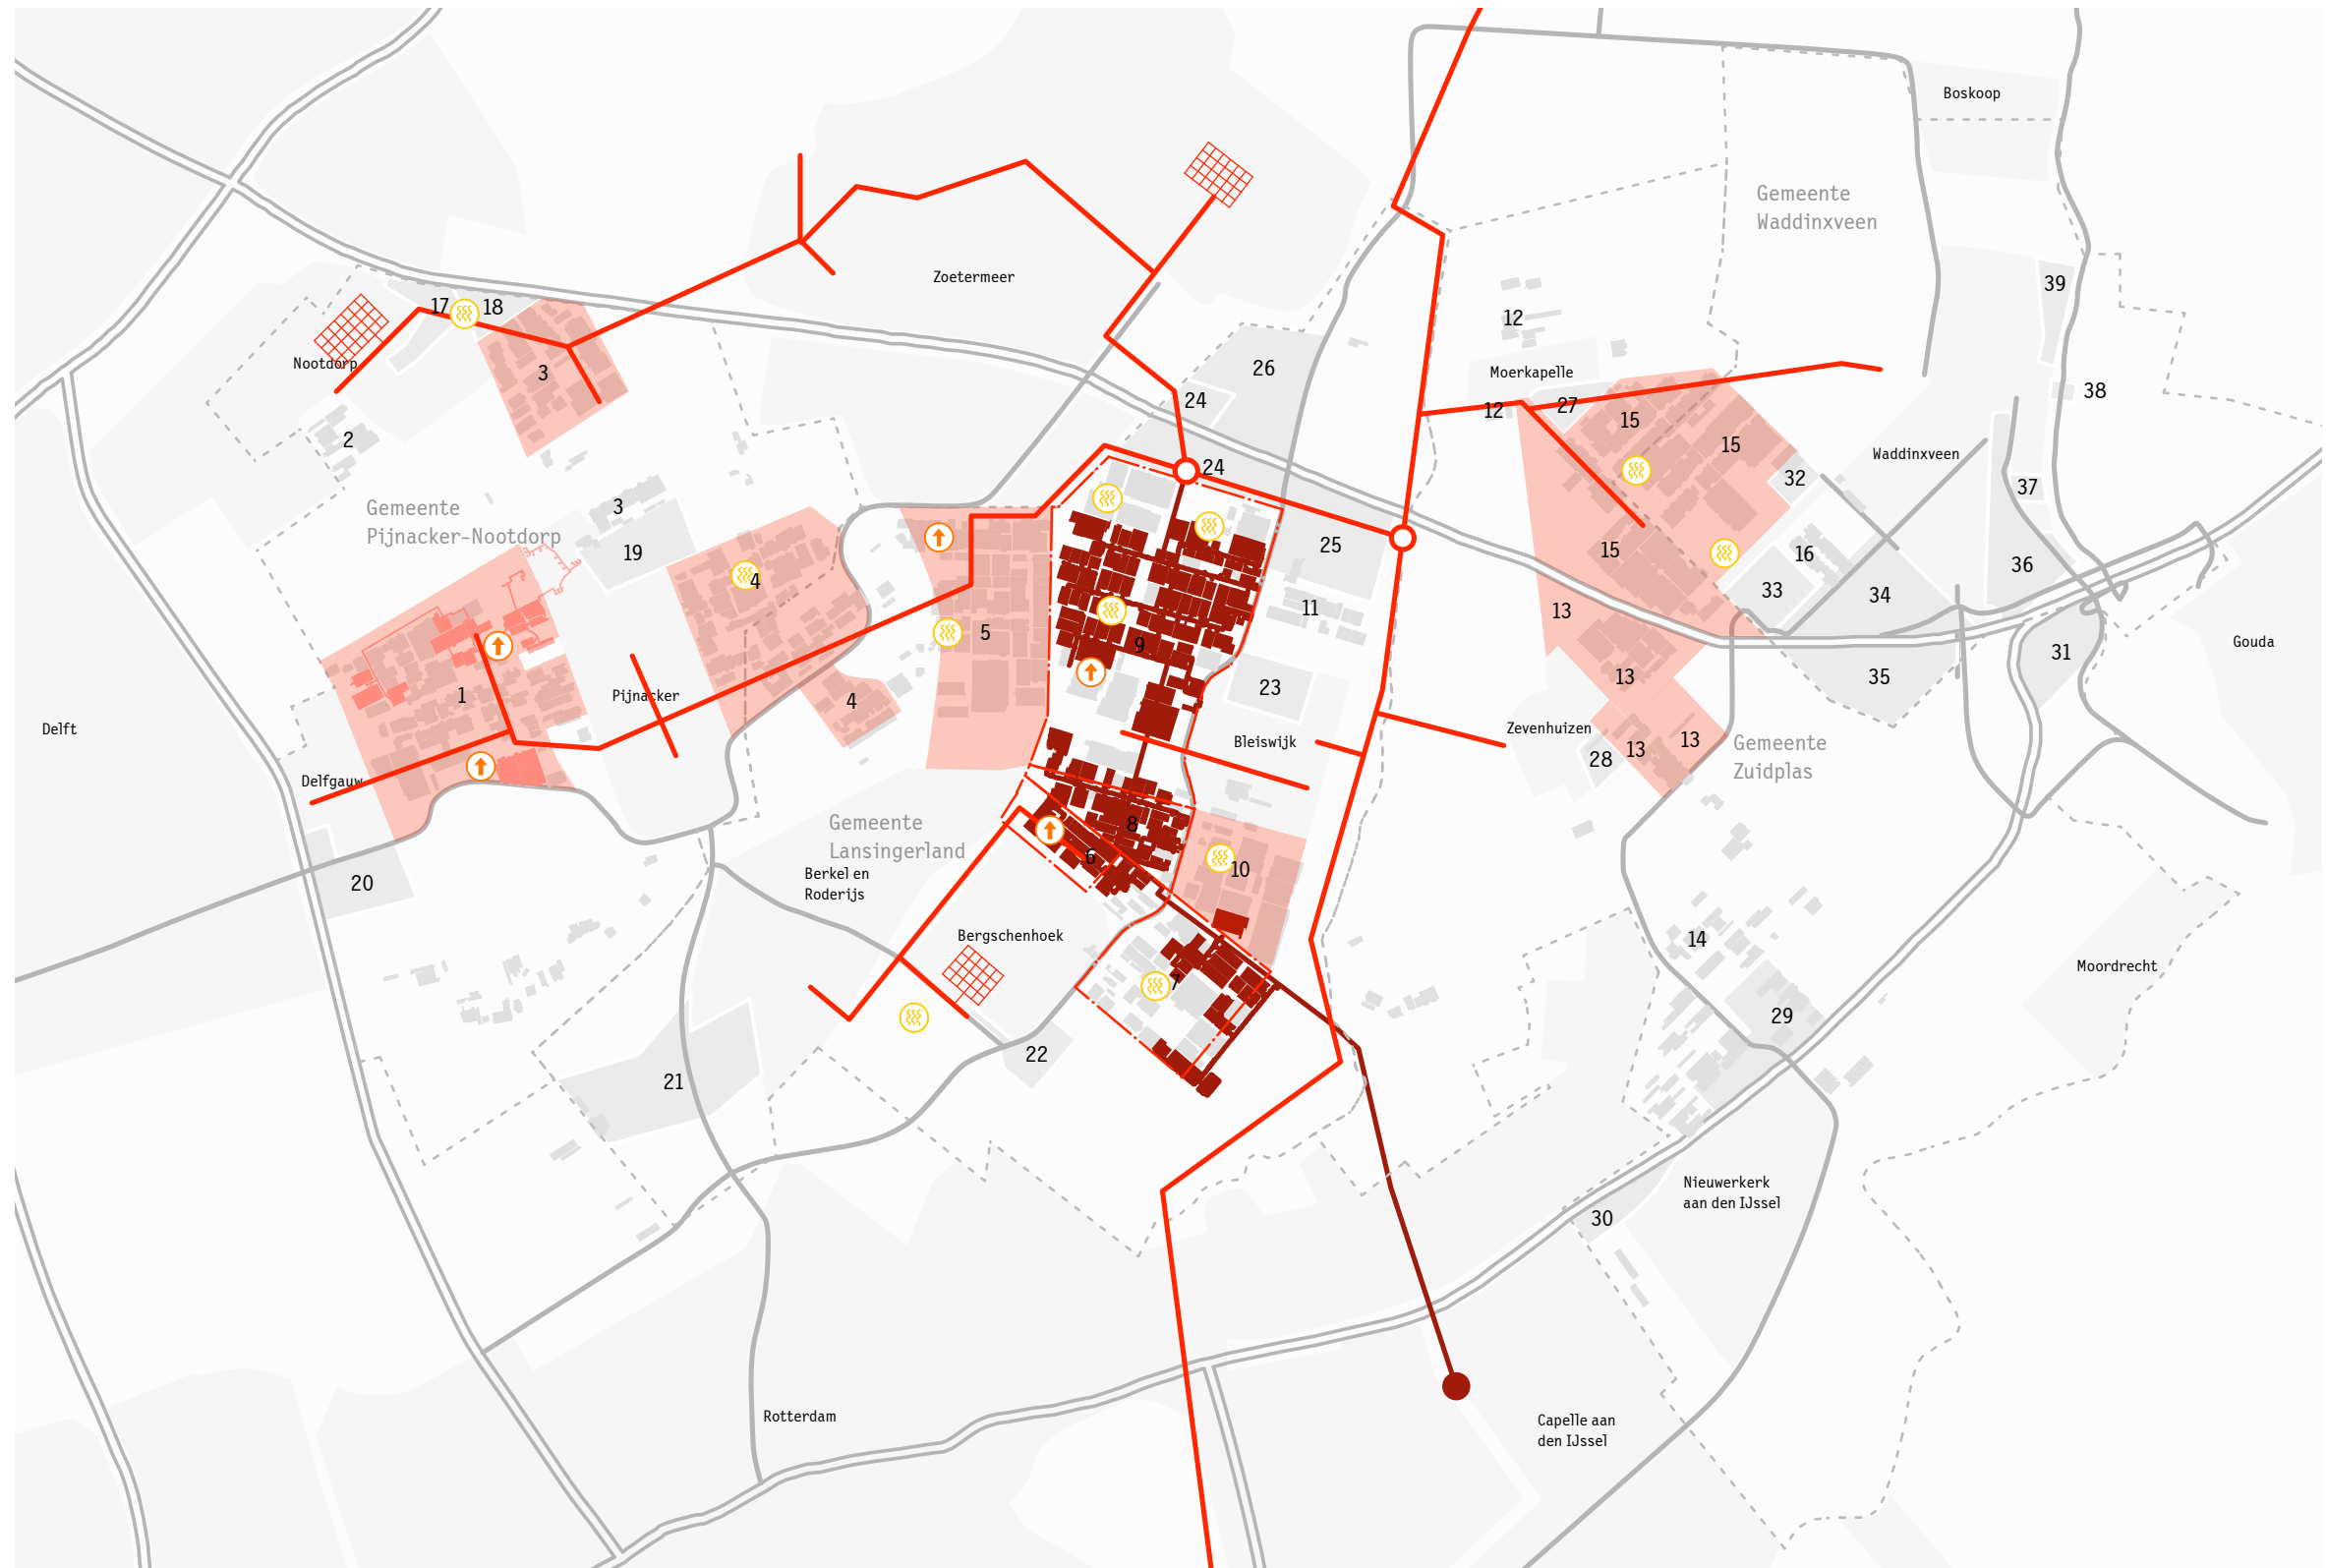 Boskoop
Gemeente
Waddinxveen
Zoetermeer
39
17
18
12
Nootdorp
3
26
Moerkapelle
38
24
12
27
15
2
15
Waddinxveen
24
32
37
Gemeente
Pijnacker-Nootdorp
3
19
25
15
16
36
4
33
34
11
13
5
9
Gouda
31
1
Pijnacker
4
23
13
35
Delft
Bleiswijk
Zevenhuizen
13
13
28
Gemeente
Zuidplas
Delfgauw
Gemeente
Lansingerland
8
6
10
Berkel en
Roderijs
20
Bergschenhoek
14
Moordrecht
7
29
22
21
Nieuwerkerk
aan den IJssel
30
Rotterdam
Capelle aan
den IJssel